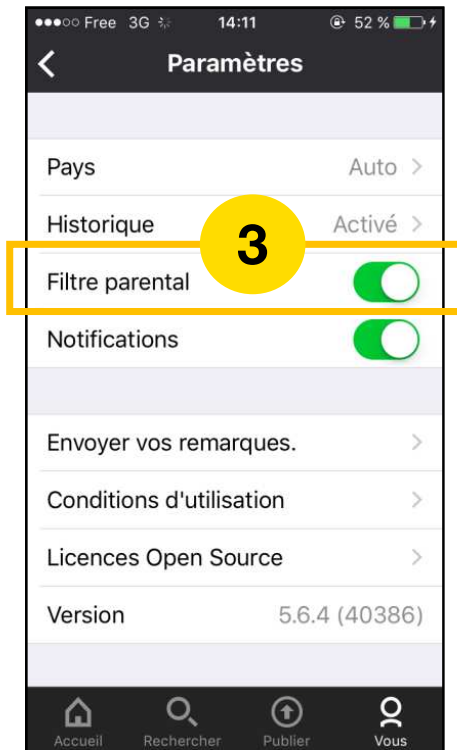 Free 3G 14:11 52 %
Paramètres
Pays Auto
Historique Activé
3
Filtre parental
Notifications
Envoyer vos remarques.
Conditions d'utilisation
Licences Open Source
Version 5.6.4 (40386)
Accueil Rechercher Publier Vous